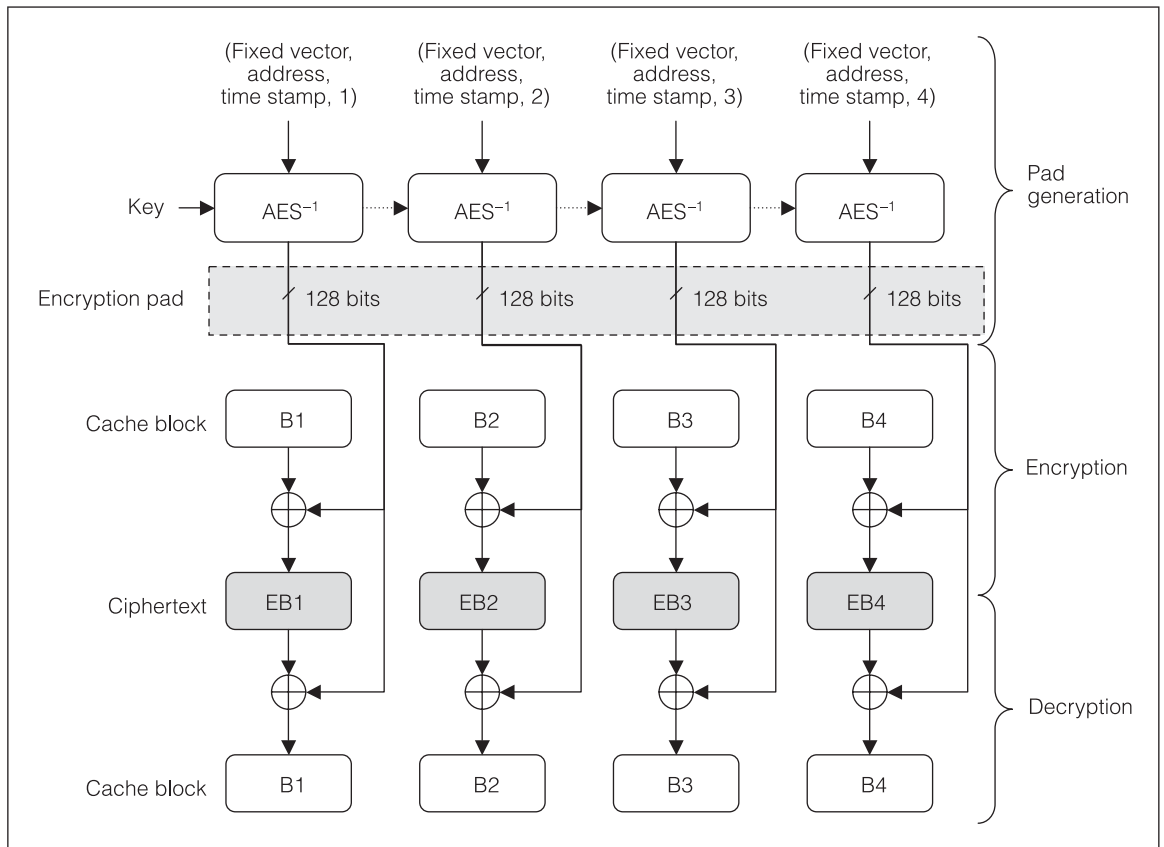 (Fixed vector,
address,
time stamp, 1)
(Fixed vector,
address,
time stamp, 2)
(Fixed vector,
address,
time stamp, 3)
(Fixed vector,
address,
time stamp, 4)
Pad
generation
Key
AES⁻¹
AES⁻¹
AES⁻¹
AES⁻¹
Encryption pad
128 bits
128 bits
128 bits
128 bits
Cache block
B1
B2
B3
B4
Encryption
Ciphertext
EB1
EB2
EB3
EB4
Decryption
Cache block
B1
B2
B3
B4